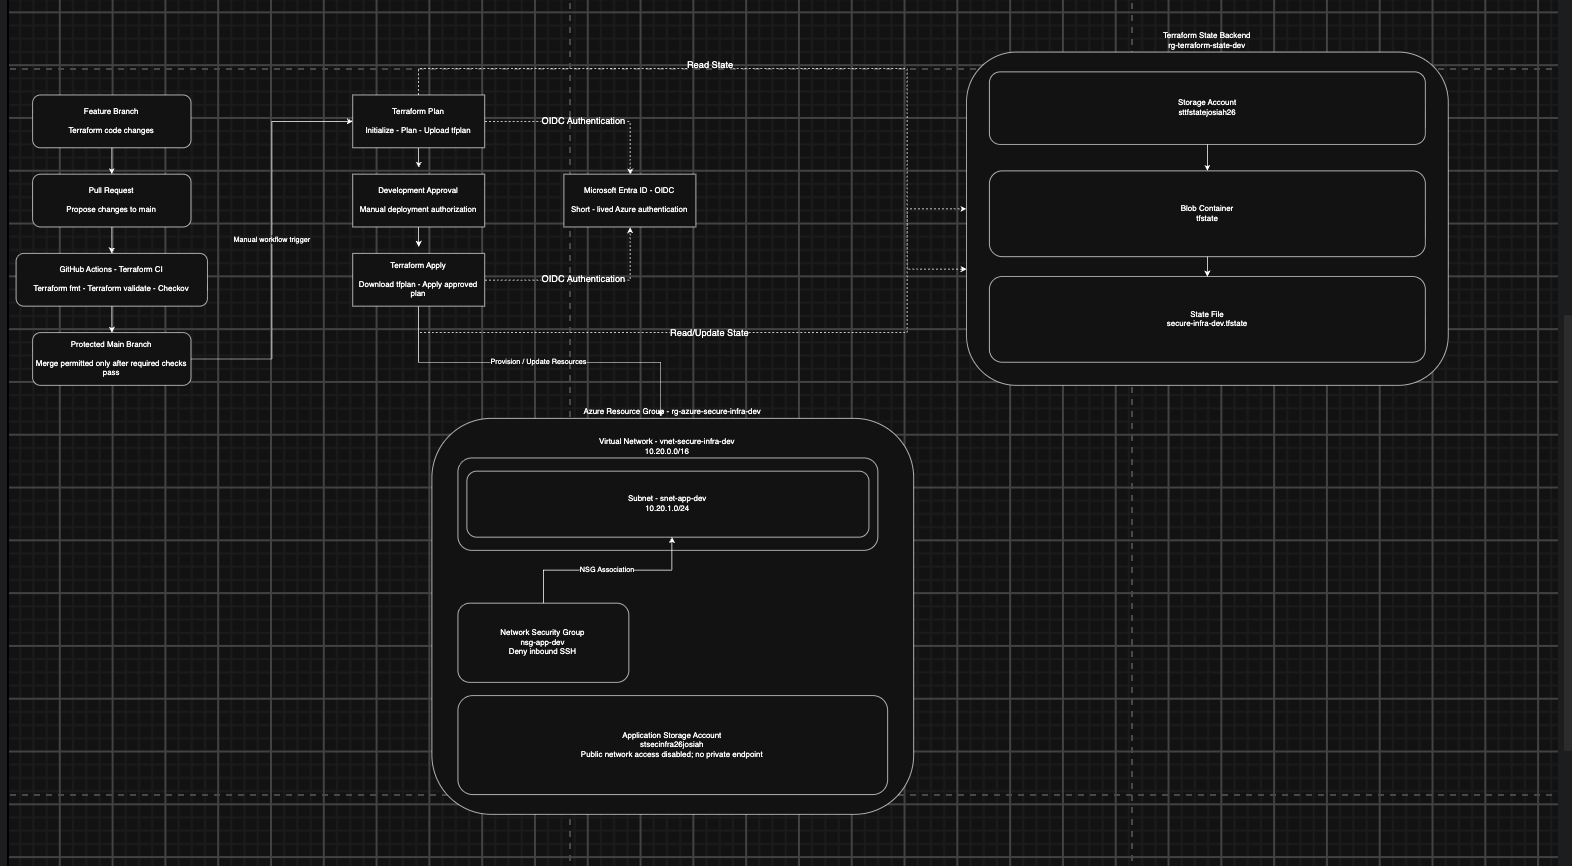 Terraform State Backend
rg-terraform-state-dev
Read State
Feature Branch
Terraform code changes
Pull Request
Propose changes to main
GitHub Actions - Terraform CI
Terraform fmt - Terraform validate - Checkov
Protected Main Branch
Merge permitted only after required checks
pass
Manual workflow trigger
Terraform Plan
Initialize - Plan - Upload tfplan
Development Approval
Manual deployment authorization
Terraform Apply
Download tfplan - Apply approved
plan
OIDC Authentication
Microsoft Entra ID - OIDC
Short - lived Azure authentication
OIDC Authentication
Read/Update State
Provision / Update Resources
Storage Account
sttfstatejosiah26
Blob Container
tfstate
State File
secure-infra-dev.tfstate
Azure Resource Group - rg-azure-secure-infra-dev
Virtual Network - vnet-secure-infra-dev
10.20.0.0/16
Subnet - snet-app-dev
10.20.1.0/24
NSG Association
Network Security Group
nsg-app-dev
Deny inbound SSH
Application Storage Account
stsecinfra26josiah
Public network access disabled; no private endpoint